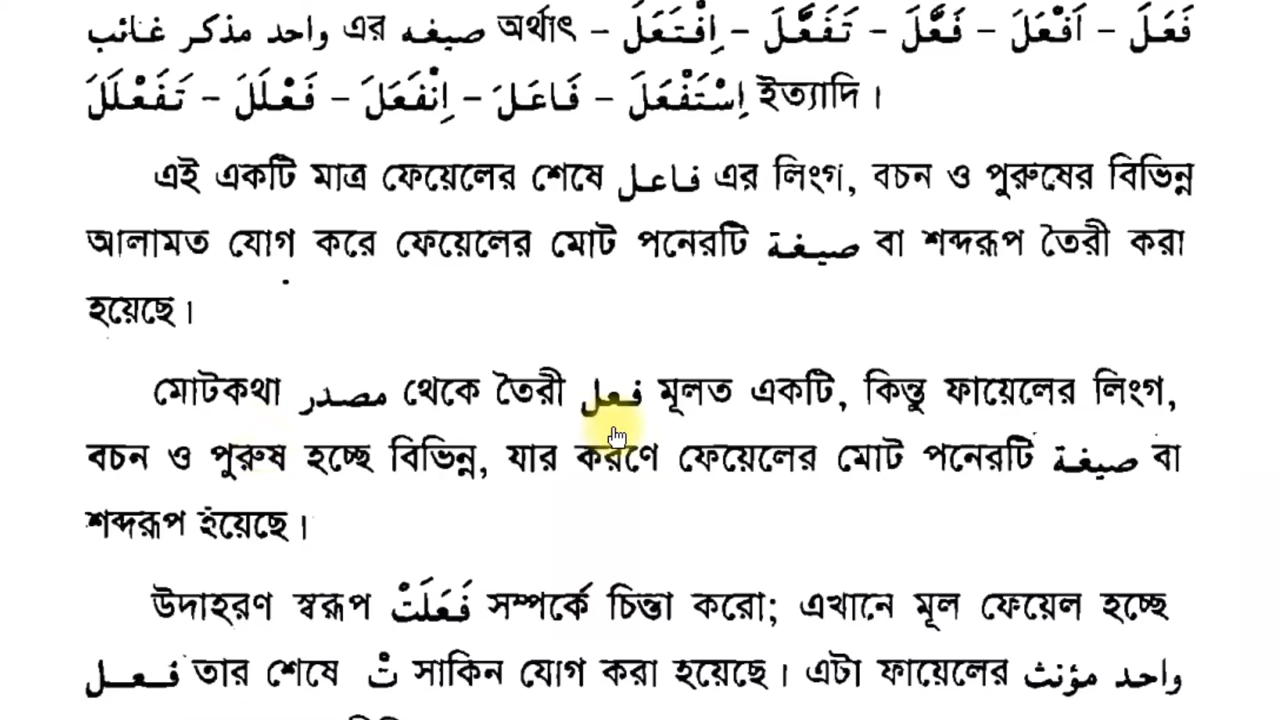 واحد مذكر غائب এর صيغه অর্থাৎ – فَعَلَ – اَفْعَلَ – فَعَّلَ – تَفَعَّلَ – اِفْتَعَلَ –
اِسْتَفْعَلَ – فَاعَلَ – اِنْفَعَلَ – فَعْلَلَ – تَفَعْلَلَ ইত্যাদি।
এই একটি মাত্র ফেয়েলের শেষে فاعل এর লিংগ, বচন ও পুরুষের বিভিন্ন
আলামত যোগ করে ফেয়েলের মোট পনেরটি صيغة বা শব্দরূপ তৈরী করা
হয়েছে।
মোটকথা مصدر থেকে তৈরী فعل মূলত একটি, কিন্তু ফায়েলের লিংগ,
বচন ও পুরুষ হচ্ছে বিভিন্ন, যার করণে ফেয়েলের মোট পনেরটি صيغة বা
শব্দরূপ হয়েছে।
উদাহরণ স্বরূপ فَعَلَتْ সম্পর্কে চিন্তা করো; এখানে মূল ফেয়েল হচ্ছে
فعل তার শেষে تْ সাকিন যোগ করা হয়েছে। এটা ফায়েলের واحد مؤنث